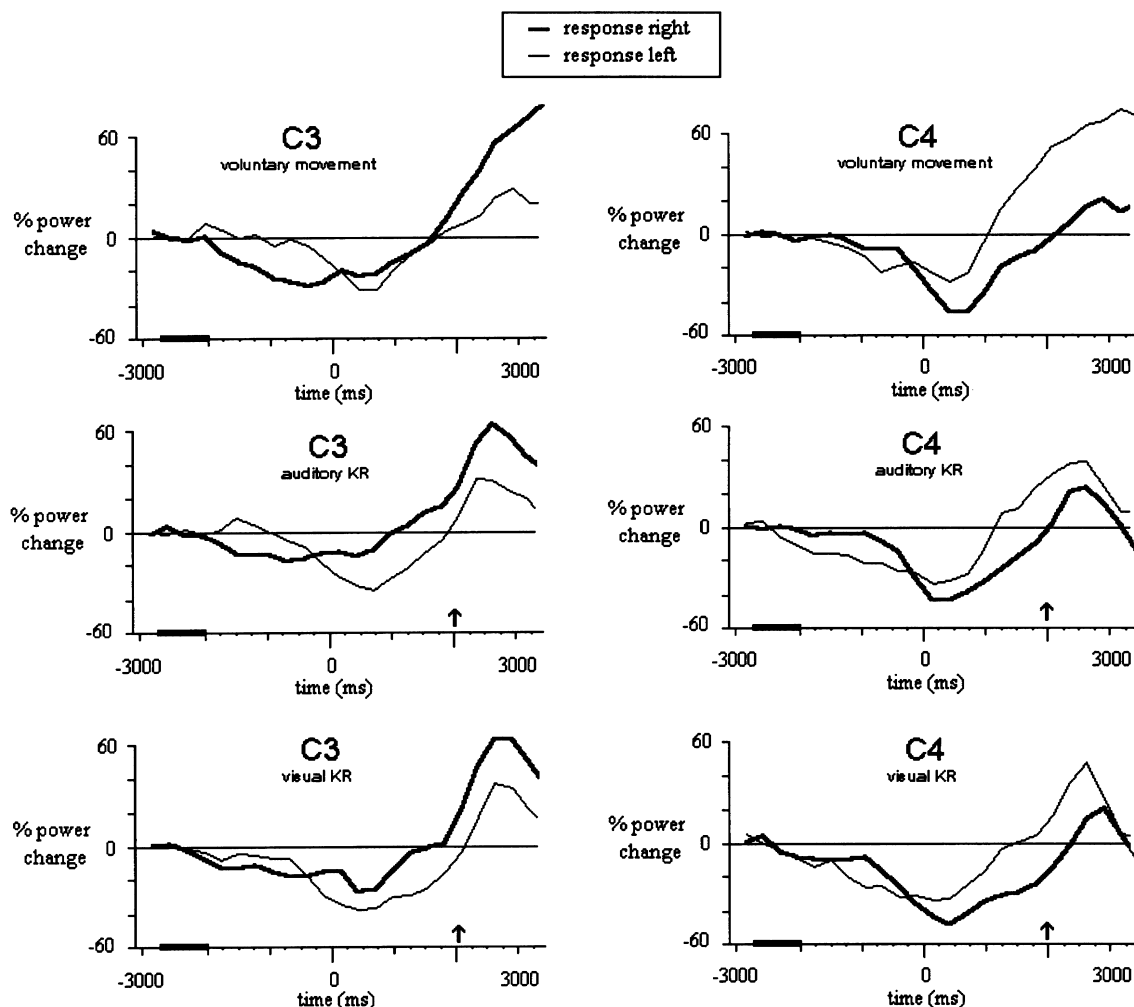 response right
response left
C3
voluntary movement
60
% power
change
0
-60
-3000
0
3000
time (ms)
C4
voluntary movement
60
% power
change
0
-60
-3000
0
3000
time (ms)
C3
auditory KR
60
% power
change
0
-60
-3000
0
3000
time (ms)
C4
auditory KR
60
% power
change
0
-60
-3000
0
3000
time (ms)
C3
visual KR
60
% power
change
0
-60
-3000
0
3000
time (ms)
C4
visual KR
60
% power
change
0
-60
-3000
0
3000
time (ms)